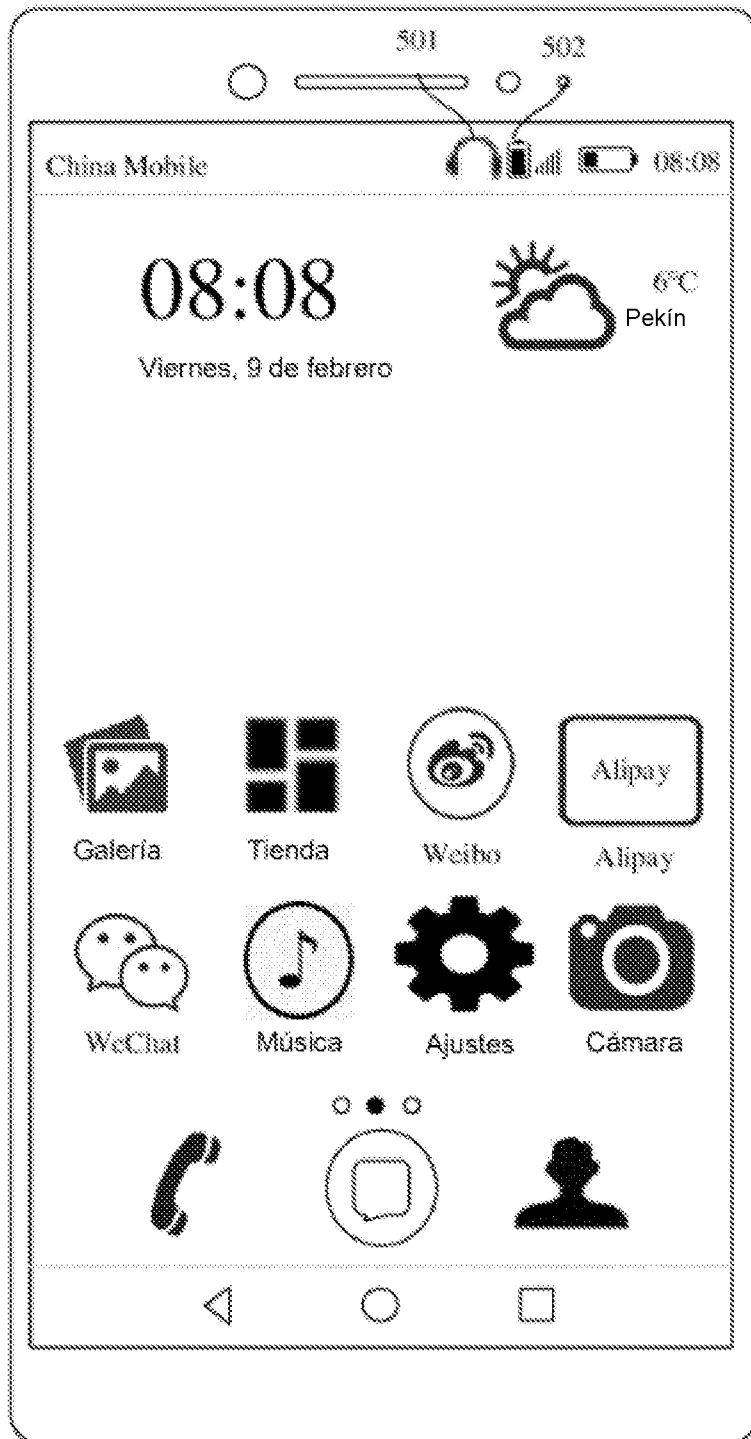 501 502
China Mobile 08:08
08:08
6°C
Pekín
Viernes, 9 de febrero
Alipay
Galería Tienda Weibo Alipay
WeChat Música Ajustes Cámara